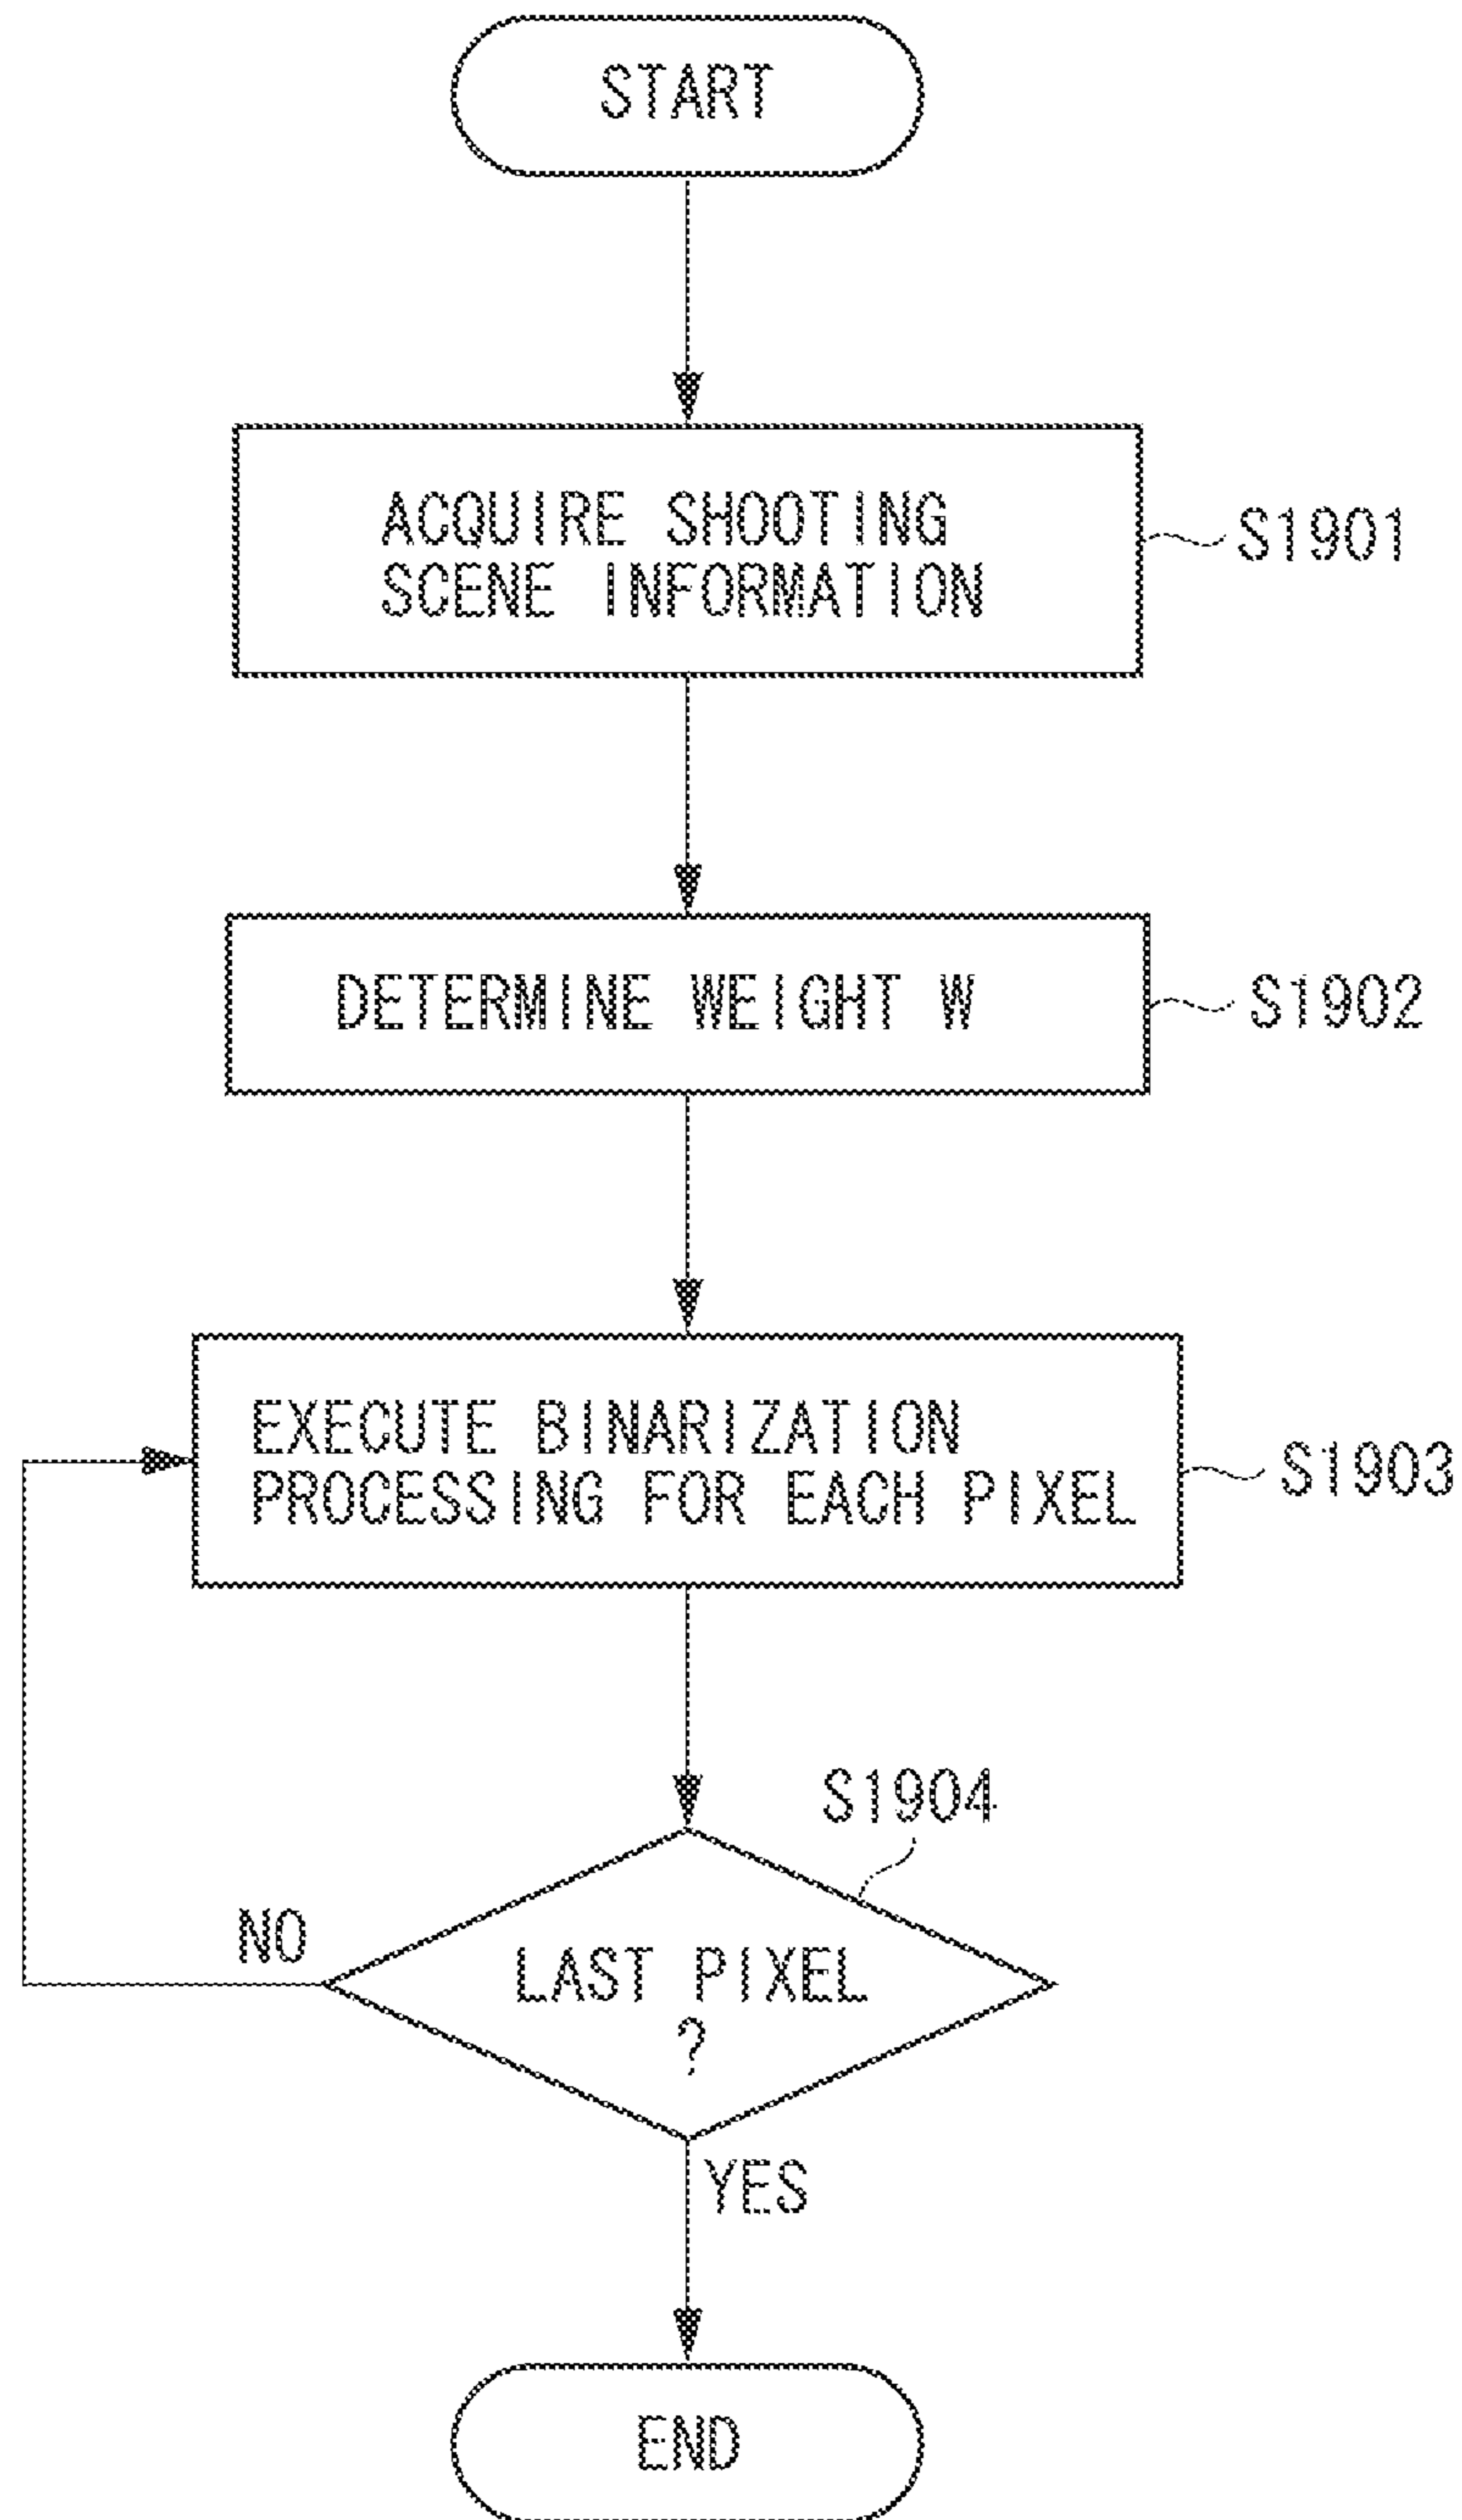 START
ACQUIRE SHOOTING
SCENE INFORMATION
S1901
DETERMINE WEIGHT W
S1902
EXECUTE BINARIZATION
PROCESSING FOR EACH PIXEL
S1903
S1904
LAST PIXEL
?
NO
YES
END